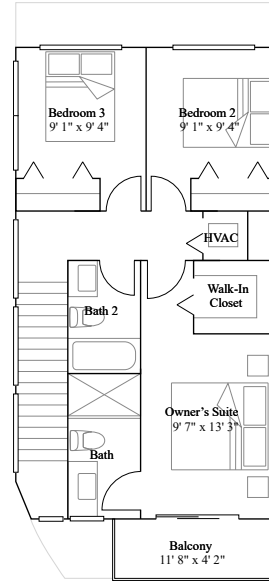 Bedroom 3
9' 1" x 9' 4"
Bedroom 2
9' 1" x 9' 4"
HVAC
Walk-In
Closet
Bath 2
Owner's Suite
9' 7" x 13' 3"
Bath
Balcony
11' 8" x 4' 2"